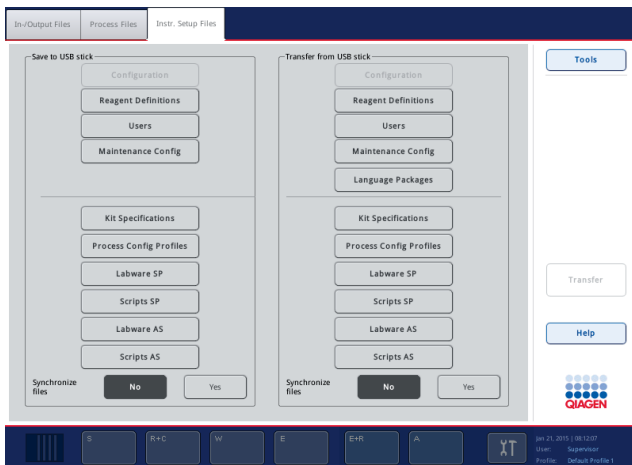 In-/Output Files
Process Files
Instr. Setup Files
Save to USB stick
Configuration
Reagent Definitions
Users
Maintenance Config
Kit Specifications
Process Config Profiles
Labware SP
Scripts SP
Labware AS
Scripts AS
Synchronize
files
No
Yes
Transfer from USB stick
Configuration
Reagent Definitions
Users
Maintenance Config
Language Packages
Kit Specifications
Process Config Profiles
Labware SP
Scripts SP
Labware AS
Scripts AS
Synchronize
files
No
Yes
Tools
Transfer
Help
QIAGEN
S
R+C
W
E
E+R
A
Jan 21, 2015 | 08:12:07
User: Supervisor
Profile: Default Profile 1